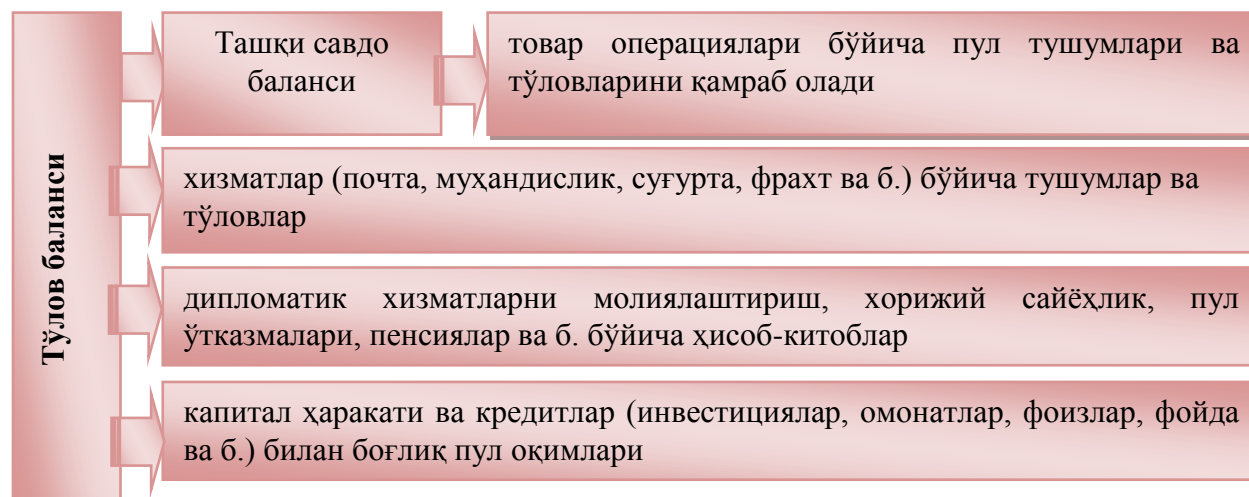 Тўлов баланси
Ташқи савдо
баланси
товар операциялари бўйича пул тушумлари ва
тўловларини қамраб олади
хизматлар (почта, муҳандислик, суғурта, фрахт ва б.) бўйича тушумлар ва
тўловлар
дипломатик хизматларни молиялаштириш, хорижий сайёҳлик, пул
ўтказмалари, пенсиялар ва б. бўйича ҳисоб-китоблар
капитал ҳаракати ва кредитлар (инвестициялар, омонатлар, фоизлар, фойда
ва б.) билан боғлиқ пул оқимлари